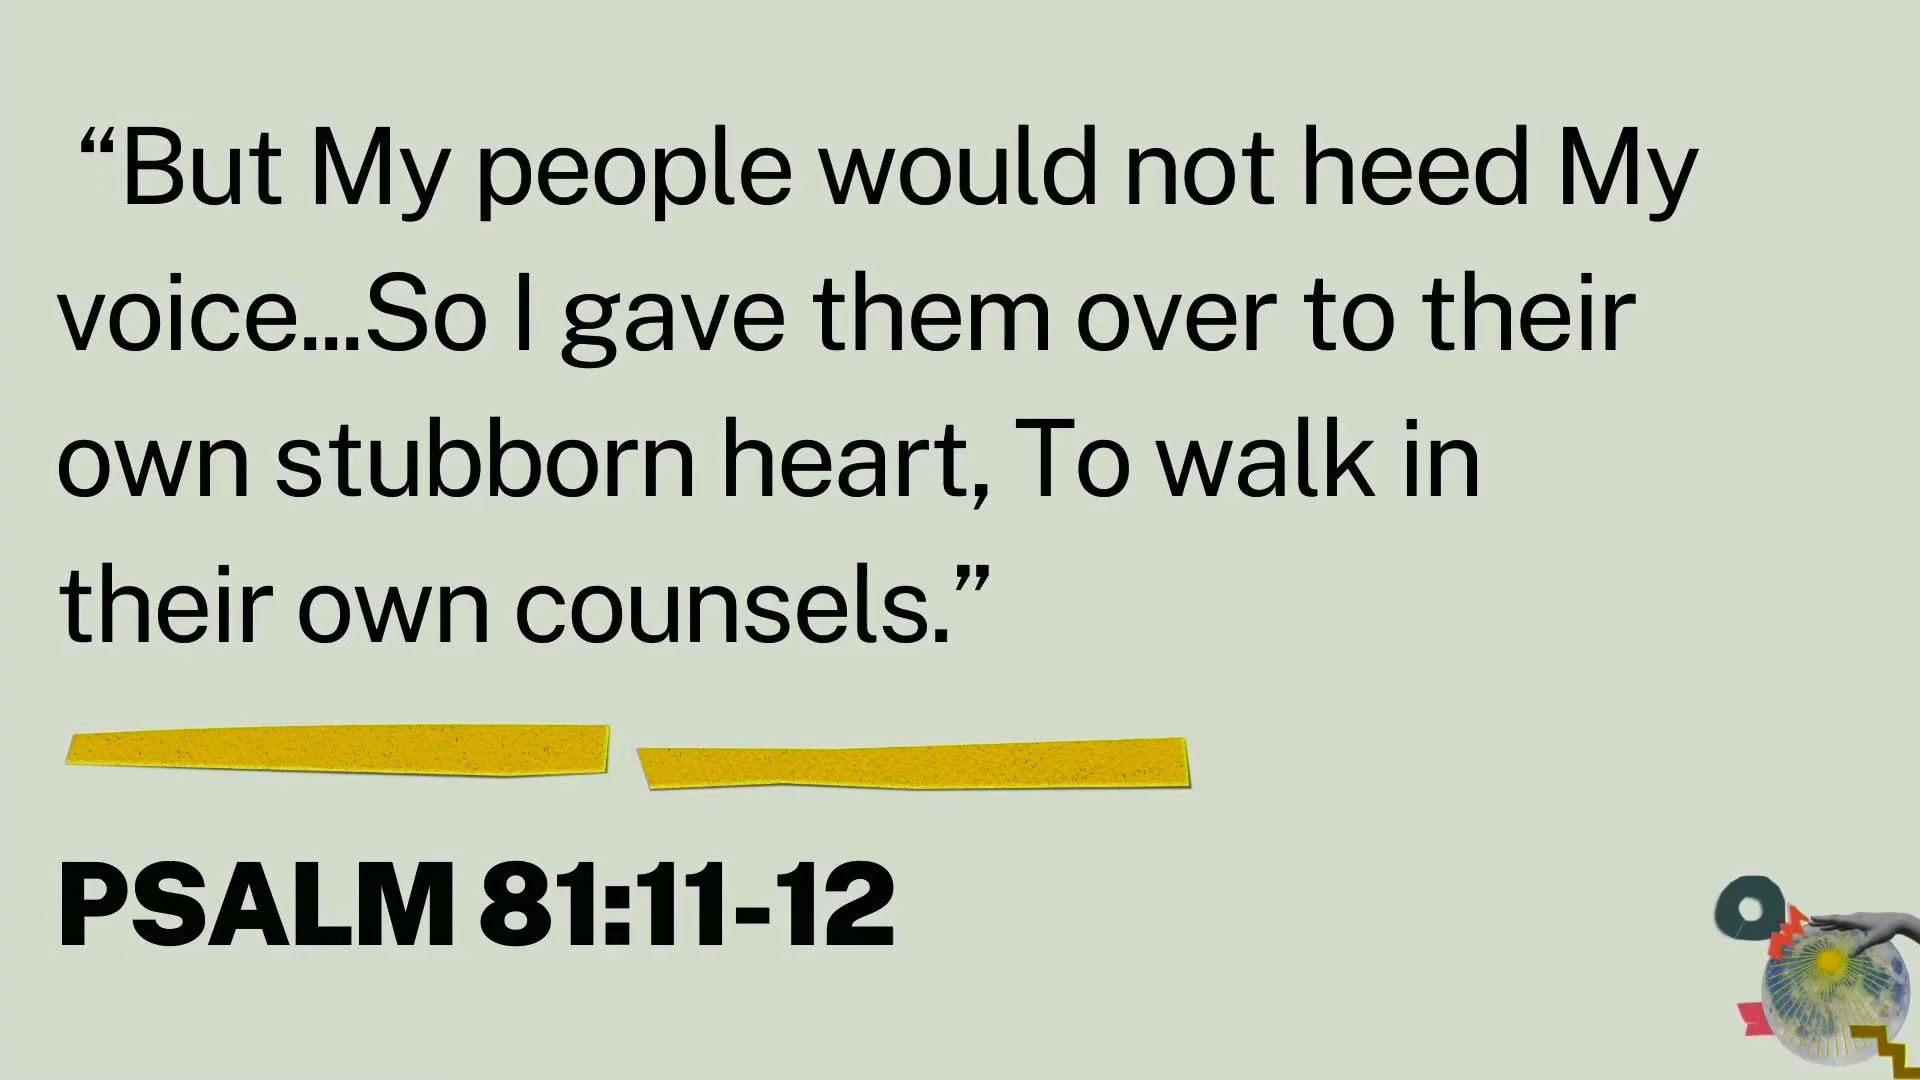 “But My people would not heed My
voice...So I gave them over to their
own stubborn heart, To walk in
their own counsels.”
PSALM 81:11-12